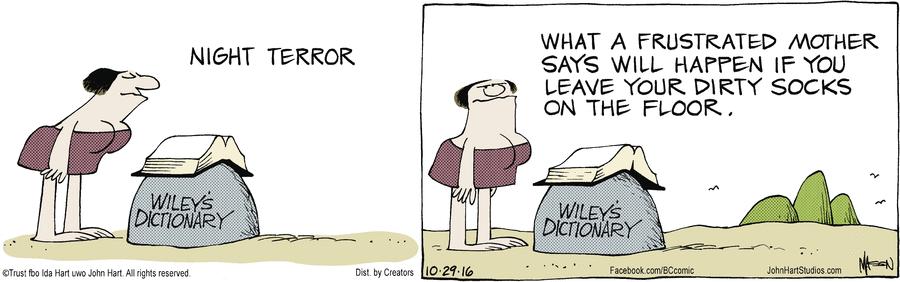 NIGHT TERROR
WILEY'S
DICTIONARY
©Trust fbo Ida Hart uwo John Hart. All rights reserved.
Dist. by Creators
WHAT A FRUSTRATED MOTHER
SAYS WILL HAPPEN IF YOU
LEAVE YOUR DIRTY SOCKS
ON THE FLOOR.
WILEY'S
DICTIONARY
10·29·16
Facebook.com/BCcomic
JohnHartStudios.com